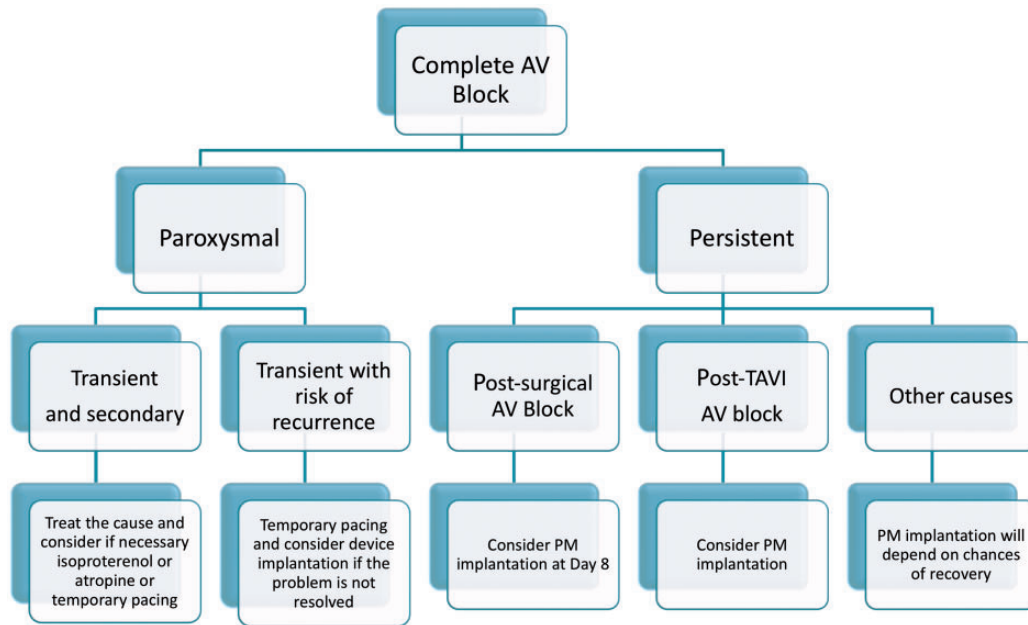 Complete AV
Block
Paroxysmal
Persistent
Transient
and secondary
Transient with
risk of
recurrence
Post-surgical
AV Block
Post-TAVI
AV block
Other causes
Treat the cause and
consider if necessary
isoproterenol or
atropine or
temporary pacing
Temporary pacing
and consider device
implantation if the
problem is not
resolved
Consider PM
implantation at Day 8
Consider PM
implantation
PM implantation will
depend on chances
of recovery